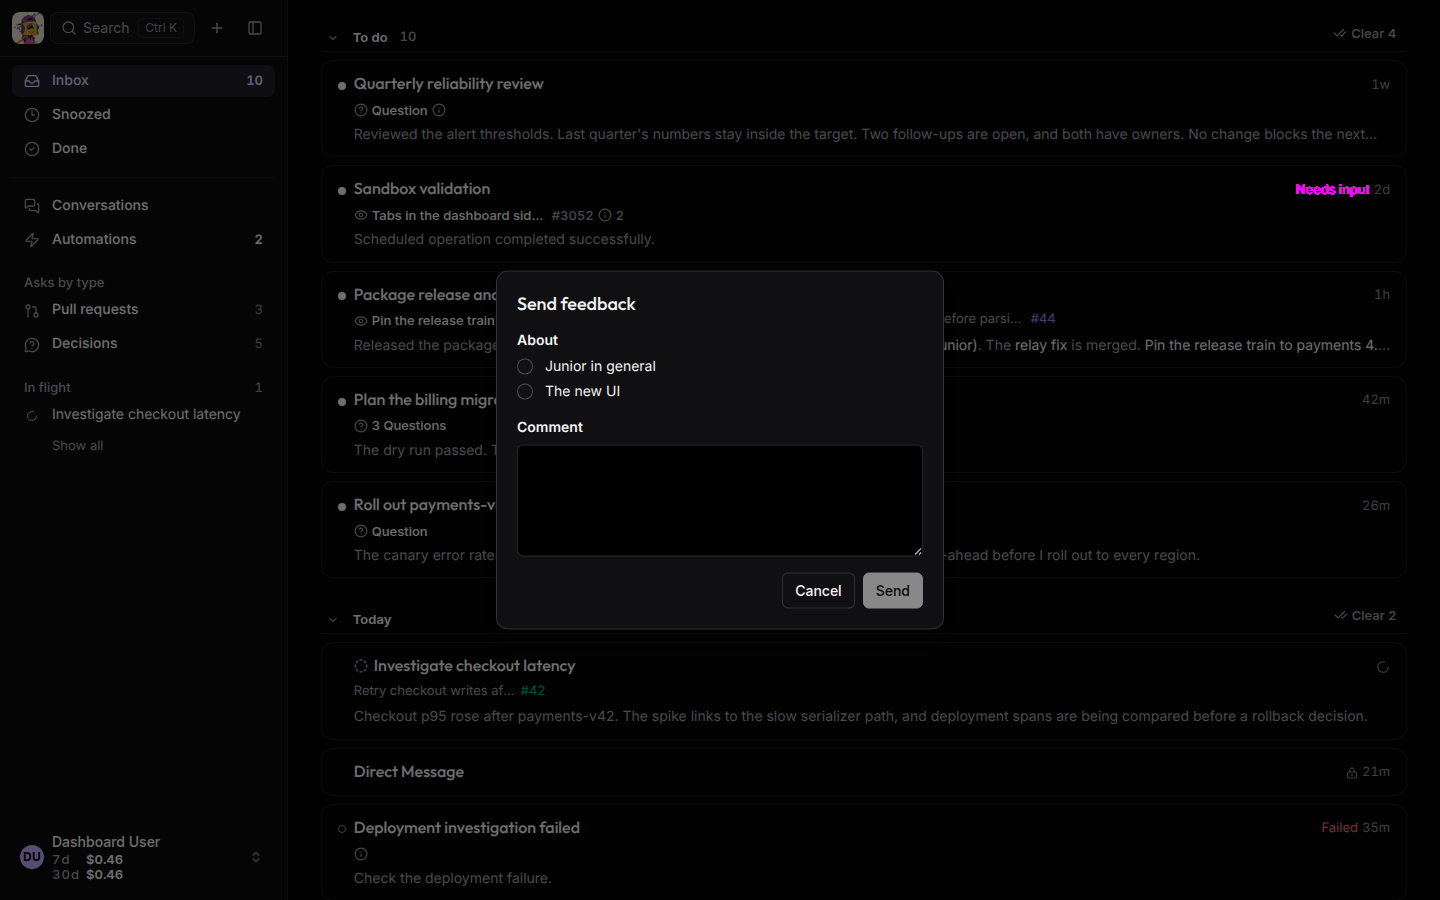 Search Ctrl K
Inbox 10
Snoozed
Done
Conversations
Automations 2
Asks by type
Pull requests 3
Decisions 5
In flight 1
Investigate checkout latency
Show all
Dashboard User
DU
7d $0.46
30d $0.46
To do 10
Clear 4
Quarterly reliability review 1w
Question
Reviewed the alert thresholds. Last quarter's numbers stay inside the target. Two follow-ups are open, and both have owners. No change blocks the next...
Sandbox validation Needs input 2d
Tabs in the dashboard sid... #3052 2
Scheduled operation completed successfully.
Package release and 1h
Pin the release train efore parsi... #44
Released the package unior). The relay fix is merged. Pin the release train to payments 4....
Plan the billing migr 42m
3 Questions
The dry run passed.
Roll out payments-v 26m
Question
The canary error rate -ahead before I roll out to every region.
Send feedback
About
Junior in general
The new UI
Comment
Cancel Send
Today Clear 2
Investigate checkout latency
Retry checkout writes af... #42
Checkout p95 rose after payments-v42. The spike links to the slow serializer path, and deployment spans are being compared before a rollback decision.
Direct Message 21m
Deployment investigation failed Failed 35m
Check the deployment failure.